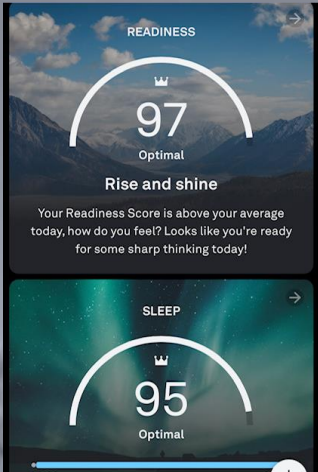 READINESS
97
Optimal
Rise and shine
Your Readiness Score is above your average
today, how do you feel? Looks like you're ready
for some sharp thinking today!
SLEEP
95
Optimal